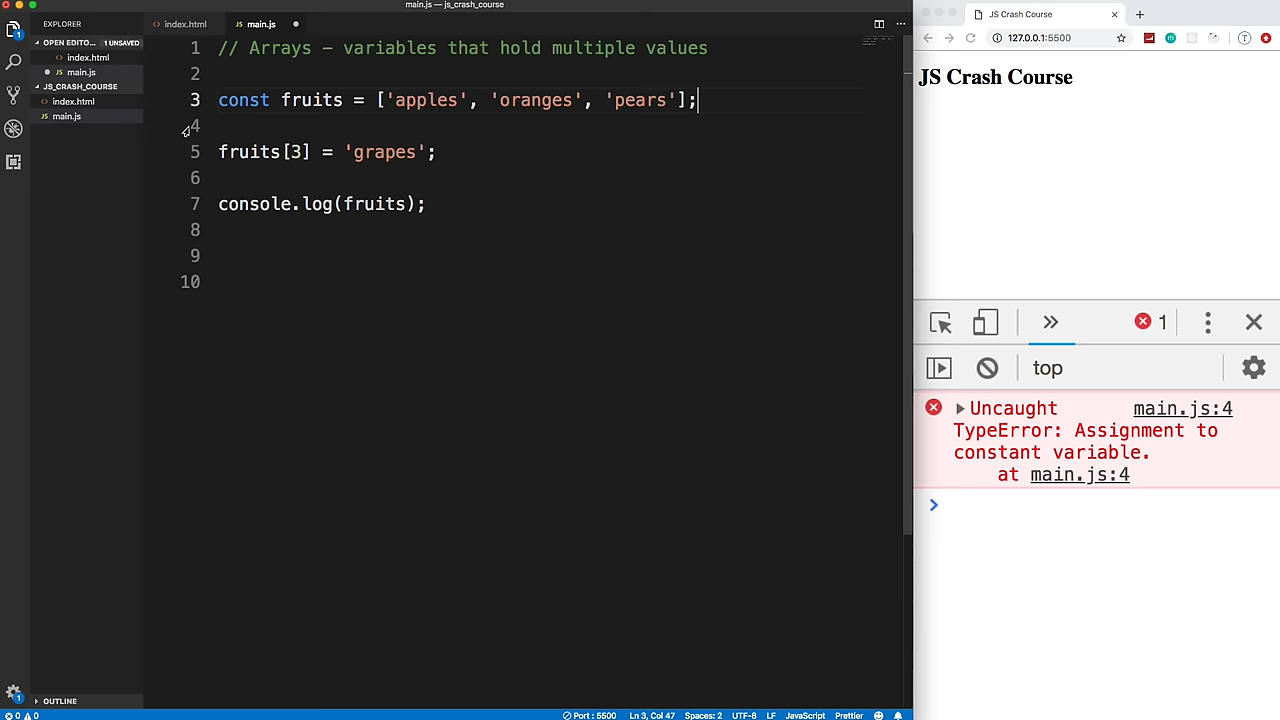 main.js — js_crash_course
EXPLORER
OPEN EDITO... 1 UNSAVED
index.html
main.js
JS_CRASH_COURSE
index.html
main.js
OUTLINE
index.html
main.js
1 // Arrays – variables that hold multiple values
2
3 const fruits = ['apples', 'oranges', 'pears'];
4
5 fruits[3] = 'grapes';
6
7 console.log(fruits);
8
9
10
0 0
Port : 5500 Ln 3, Col 47 Spaces: 2 UTF-8 LF JavaScript Prettier
JS Crash Course
127.0.0.1:5500
JS Crash Course
1
top
Uncaught main.js:4
TypeError: Assignment to
constant variable.
at main.js:4